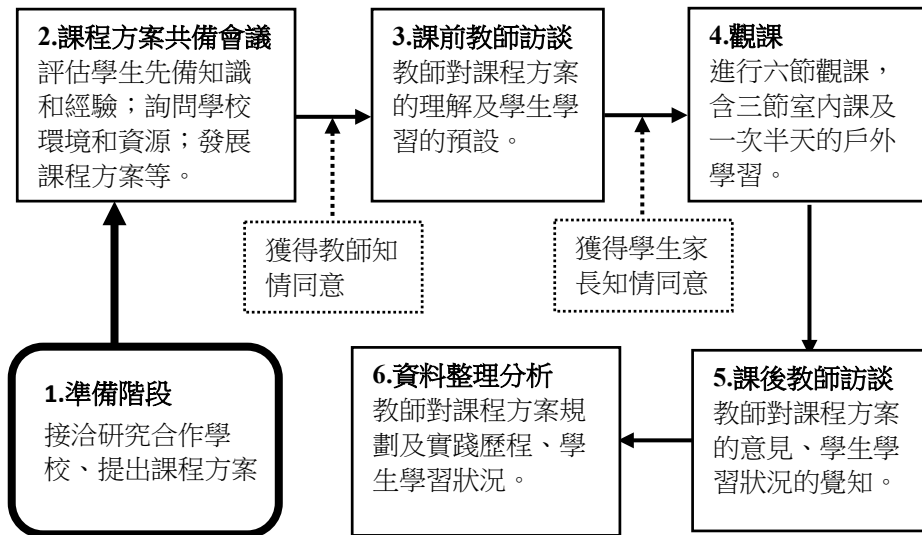 2.課程方案共備會議
評估學生先備知識
和經驗；詢問學校
環境和資源；發展
課程方案等。
3.課前教師訪談
教師對課程方案
的理解及學生學
習的預設。
4.觀課
進行六節觀課，
含三節室內課及
一次半天的戶外
學習。
獲得教師知
情同意
獲得學生家
長知情同意
1.準備階段
接洽研究合作學
校、提出課程方案
6.資料整理分析
教師對課程方案規
劃及實踐歷程、學
生學習狀況。
5.課後教師訪談
教師對課程方案
的意見、學生學
習狀況的覺知。